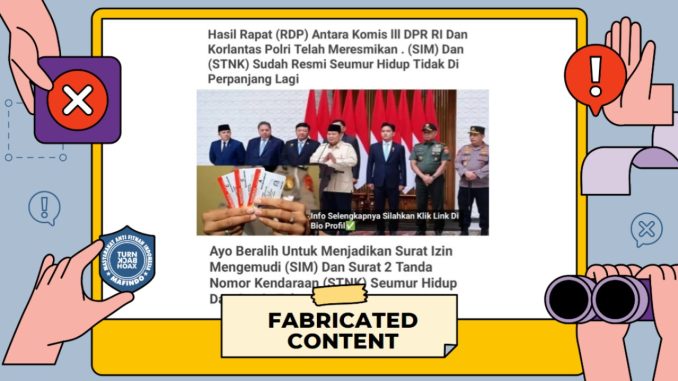 Hasil Rapat (RDP) Antara Komis lll DPR RI Dan
Korlantas Polri Telah Meresmikan . (SIM) Dan
(STNK) Sudah Resmi Seumur Hidup Tidak Di
Perpanjang Lagi
Info Selengkapnya Silahkan Klik Link Di
Bio Profil✅
Ayo Beralih Untuk Menjadikan Surat Izin
Mengemudi (SIM) Dan Surat 2 Tanda
Nomor Kendaraan (STNK) Seumur Hidup
MASYARAKAT ANTI FITNAH INDONESIA
TURN
BACK
HOAX
MAFINDO
FABRICATED
CONTENT